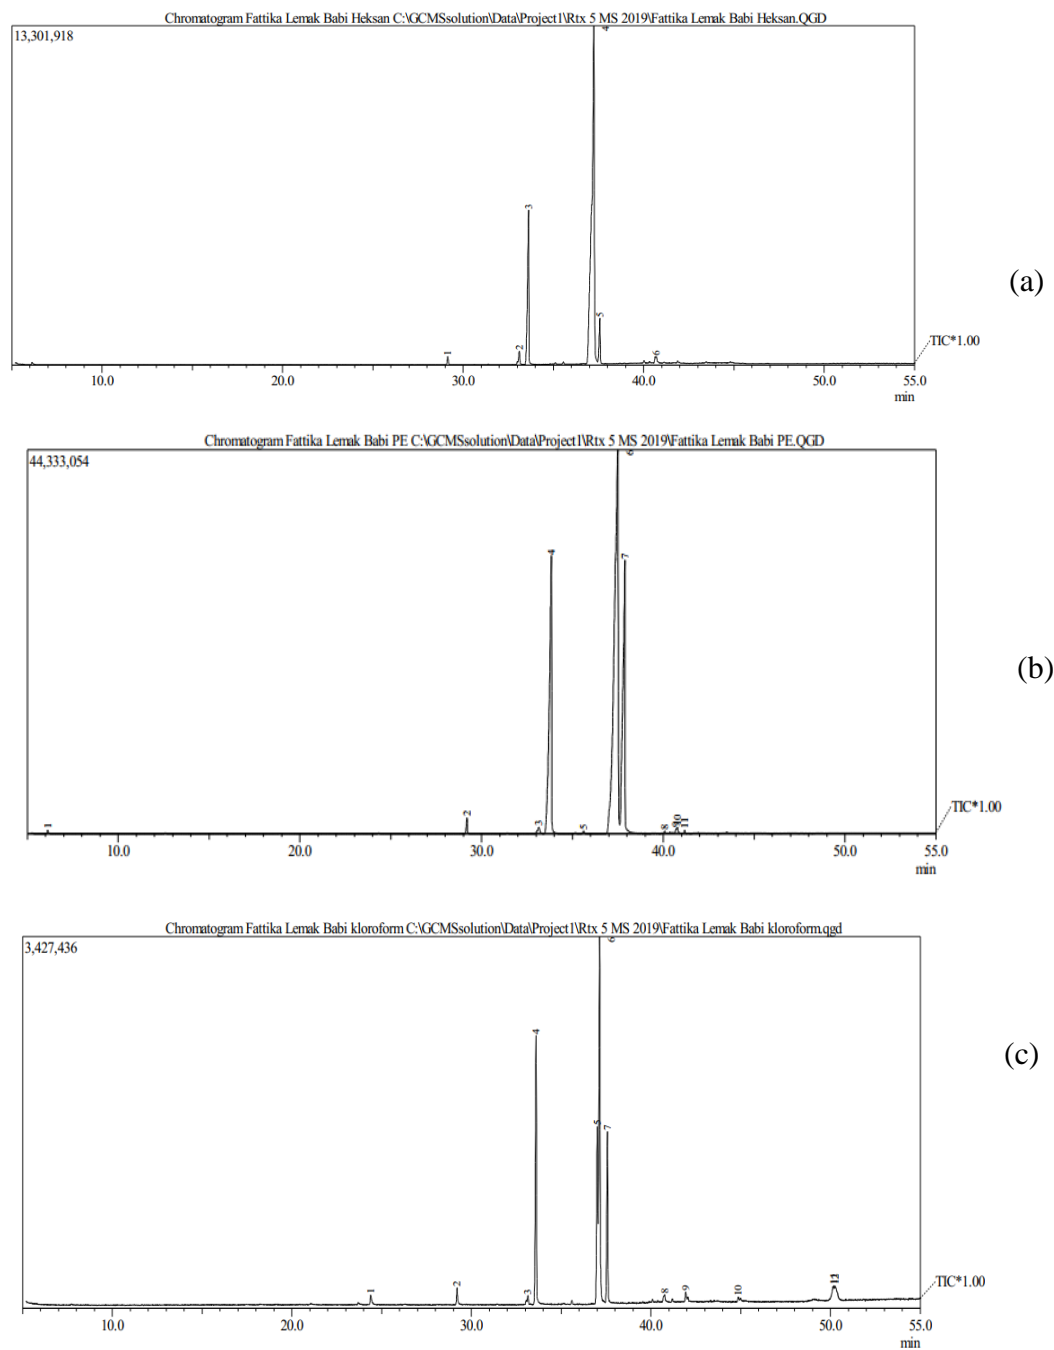 Chromatogram Fattika Lemak Babi Heksan C:\GCMSsolution\Data\Project1\Rtx 5 MS 2019\Fattika Lemak Babi Heksan.QGD
13,301,918
4
3
5
2
1
6
(a)
TIC*1.00
10.0 20.0 30.0 40.0 50.0 55.0
min
Chromatogram Fattika Lemak Babi PE C:\GCMSsolution\Data\Project1\Rtx 5 MS 2019\Fattika Lemak Babi PE.QGD
44,333,054
6
4
7
(b)
2
1
3
5
8
10
11
TIC*1.00
10.0 20.0 30.0 40.0 50.0 55.0
min
Chromatogram Fattika Lemak Babi kloroform C:\GCMSsolution\Data\Project1\Rtx 5 MS 2019\Fattika Lemak Babi kloroform.qgd
3,427,436
6
4
(c)
5
7
1
2
3
8
9
10
TIC*1.00
10.0 20.0 30.0 40.0 50.0 55.0
min